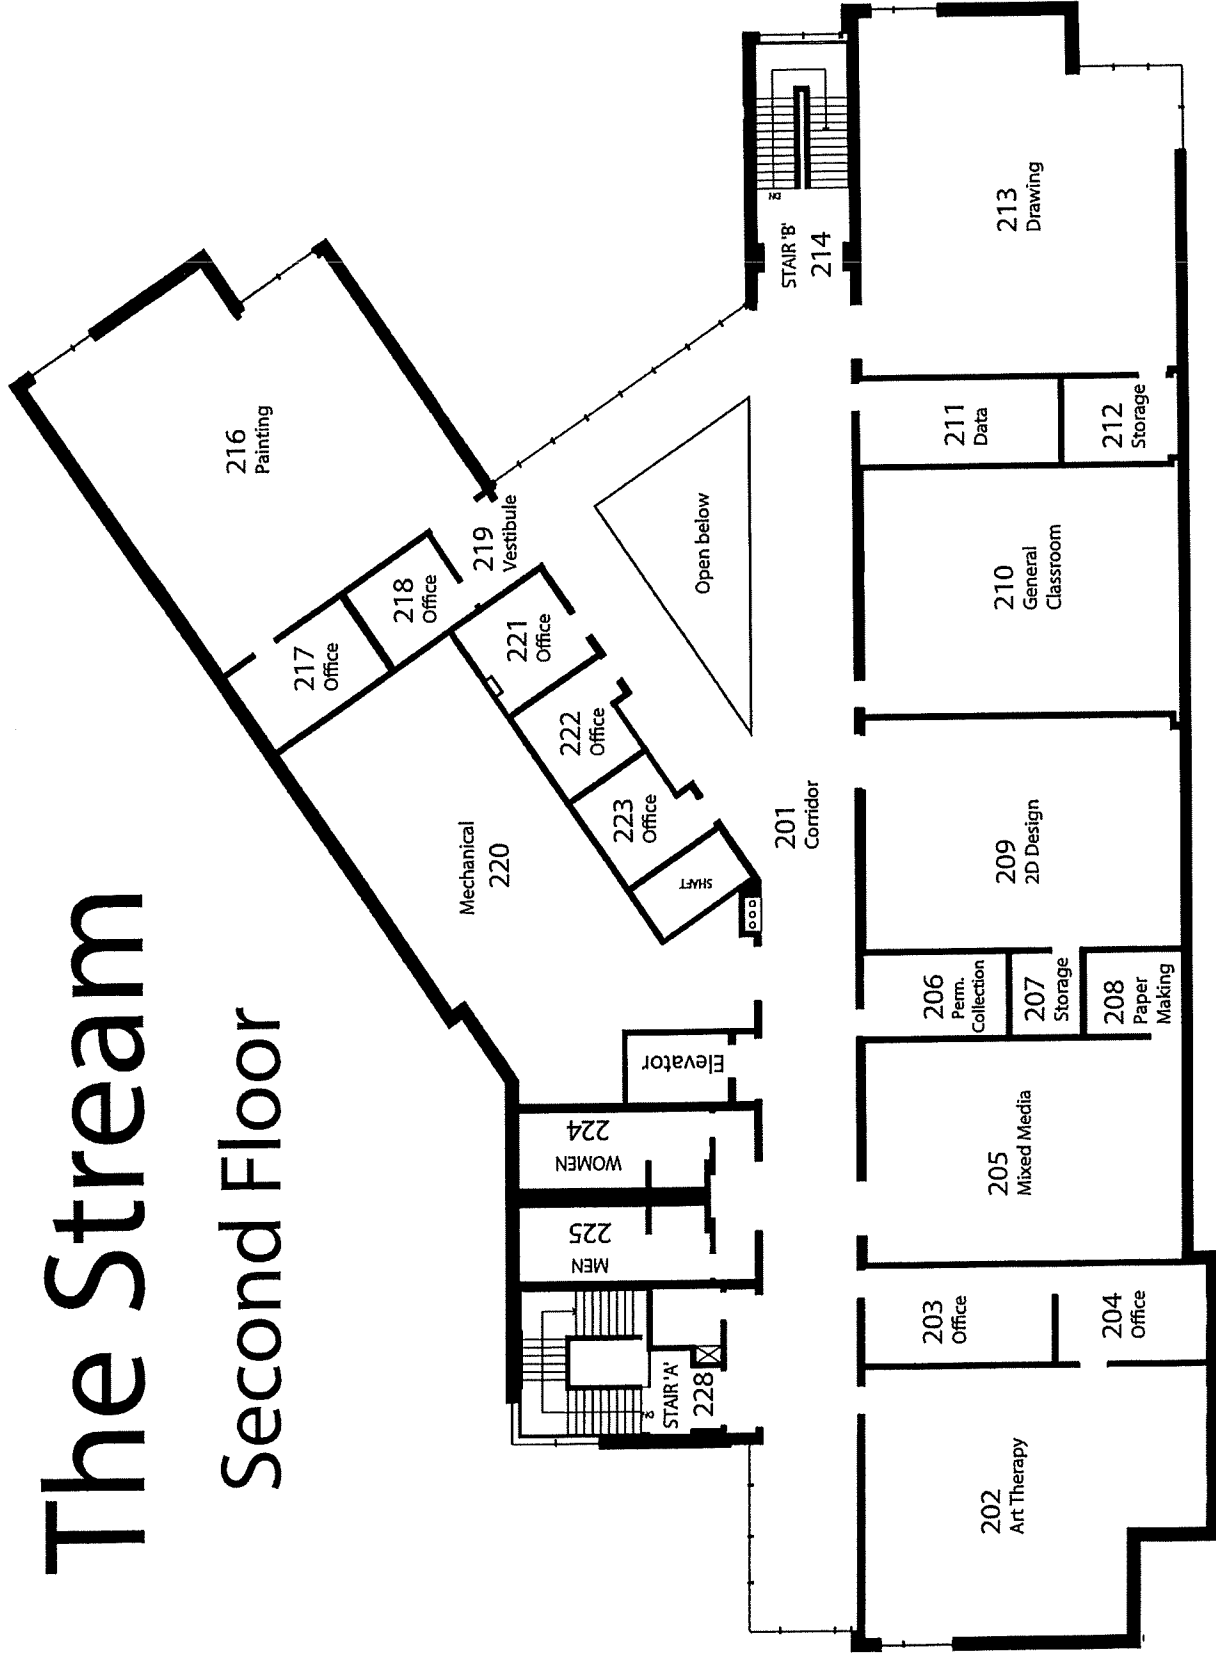 The Stream
Second Floor
216
Painting
217
Office
218
Office
219
Vestibule
221
Office
222
Office
223
Office
Mechanical
220
SHAFT
Open below
201
Corridor
Elevator
WOMEN
224
MEN
225
STAIR 'A'
228
DN
STAIR 'B'
214
DN
202
Art Therapy
203
Office
204
Office
205
Mixed Media
206
Perm.
Collection
207
Storage
208
Paper
Making
209
2D Design
210
General
Classroom
211
Data
212
Storage
213
Drawing